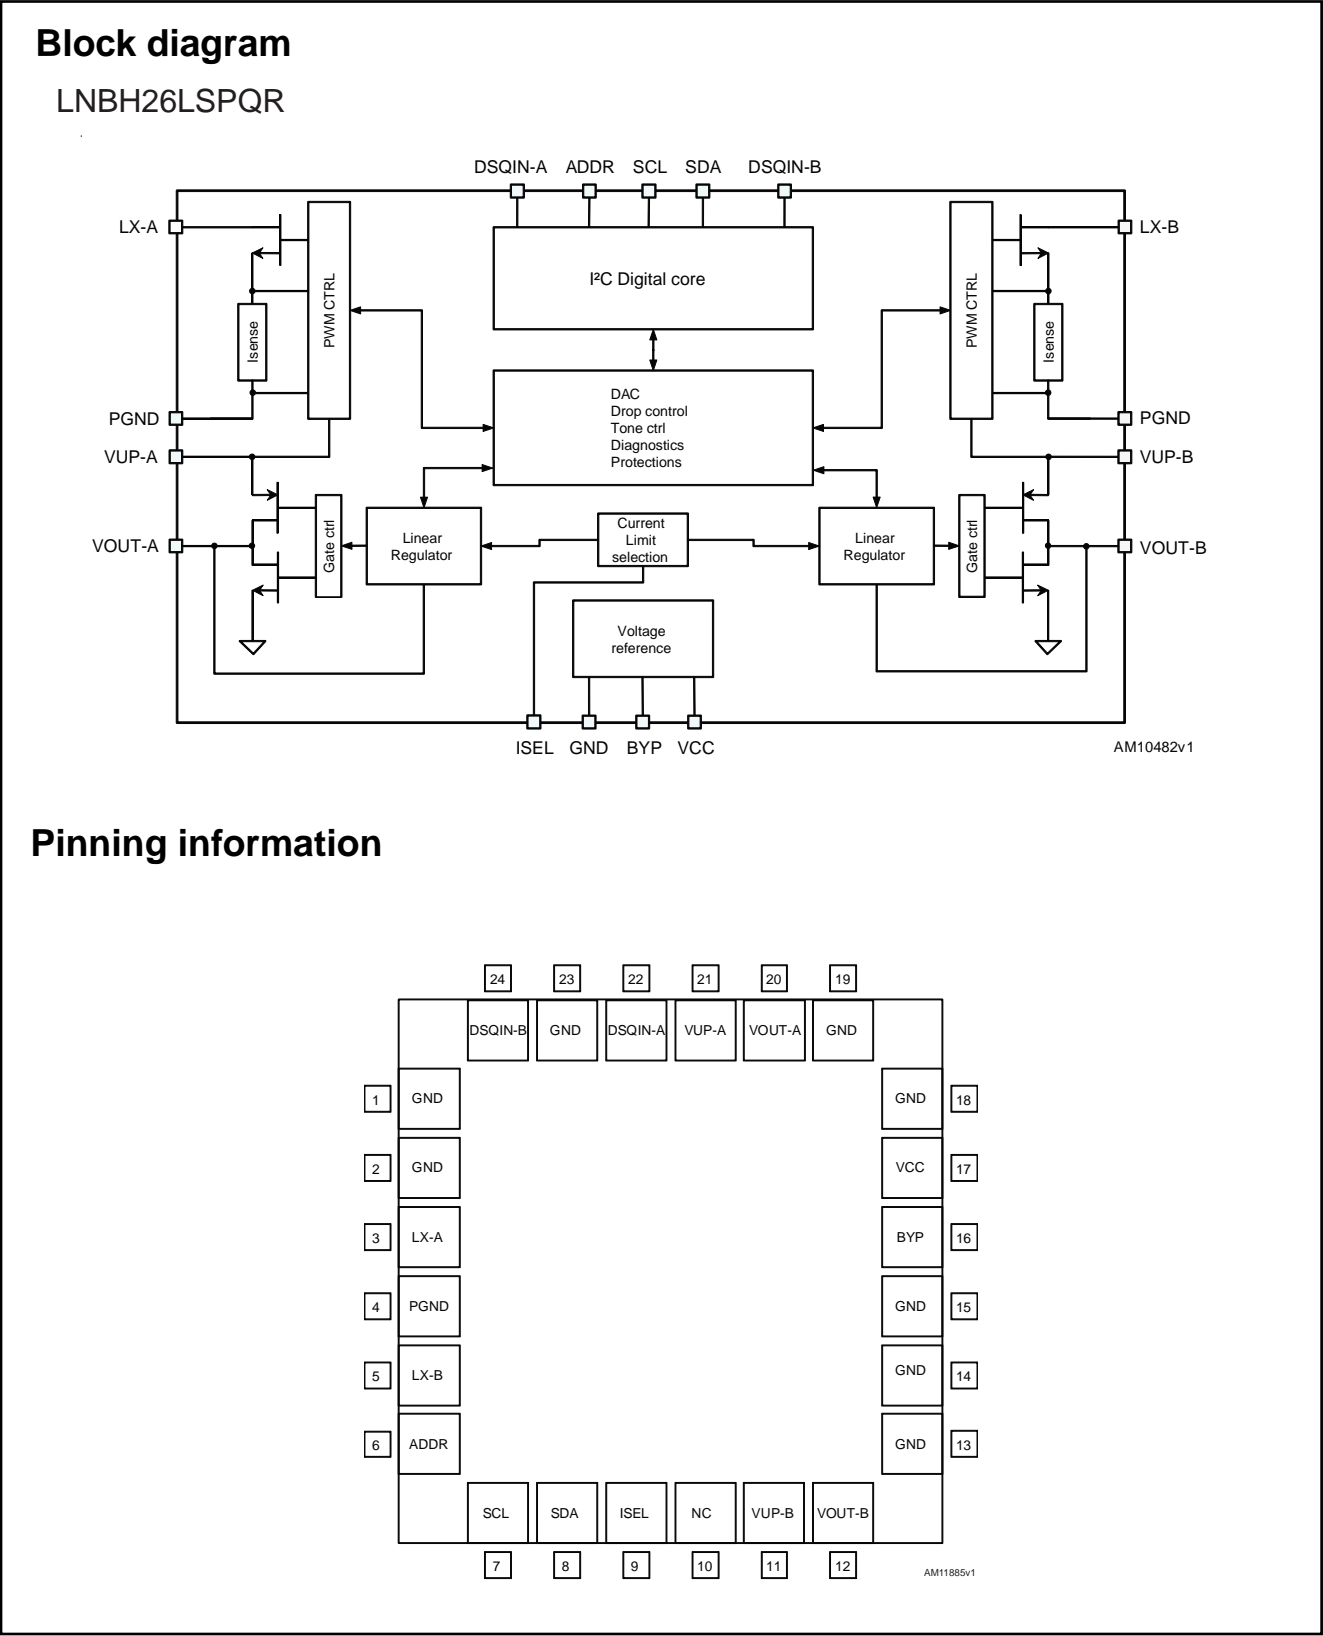 Block diagram
LNBH26LSPQR
DSQIN-A ADDR SCL SDA DSQIN-B
LX-A
LX-B
I²C Digital core
PWM CTRL
PWM CTRL
Isense
Isense
DAC
Drop control
Tone ctrl
Diagnostics
Protections
PGND
PGND
VUP-A
VUP-B
VOUT-A
VOUT-B
Gate ctrl
Linear
Regulator
Current
Limit
selection
Linear
Regulator
Gate ctrl
Voltage
reference
ISEL GND BYP VCC
AM10482v1
Pinning information
24 23 22 21 20 19
DSQIN-B GND DSQIN-A VUP-A VOUT-A GND
1 GND
GND 18
2 GND
VCC 17
3 LX-A
BYP 16
4 PGND
GND 15
5 LX-B
GND 14
6 ADDR
GND 13
SCL SDA ISEL NC VUP-B VOUT-B
7 8 9 10 11 12
AM11885v1